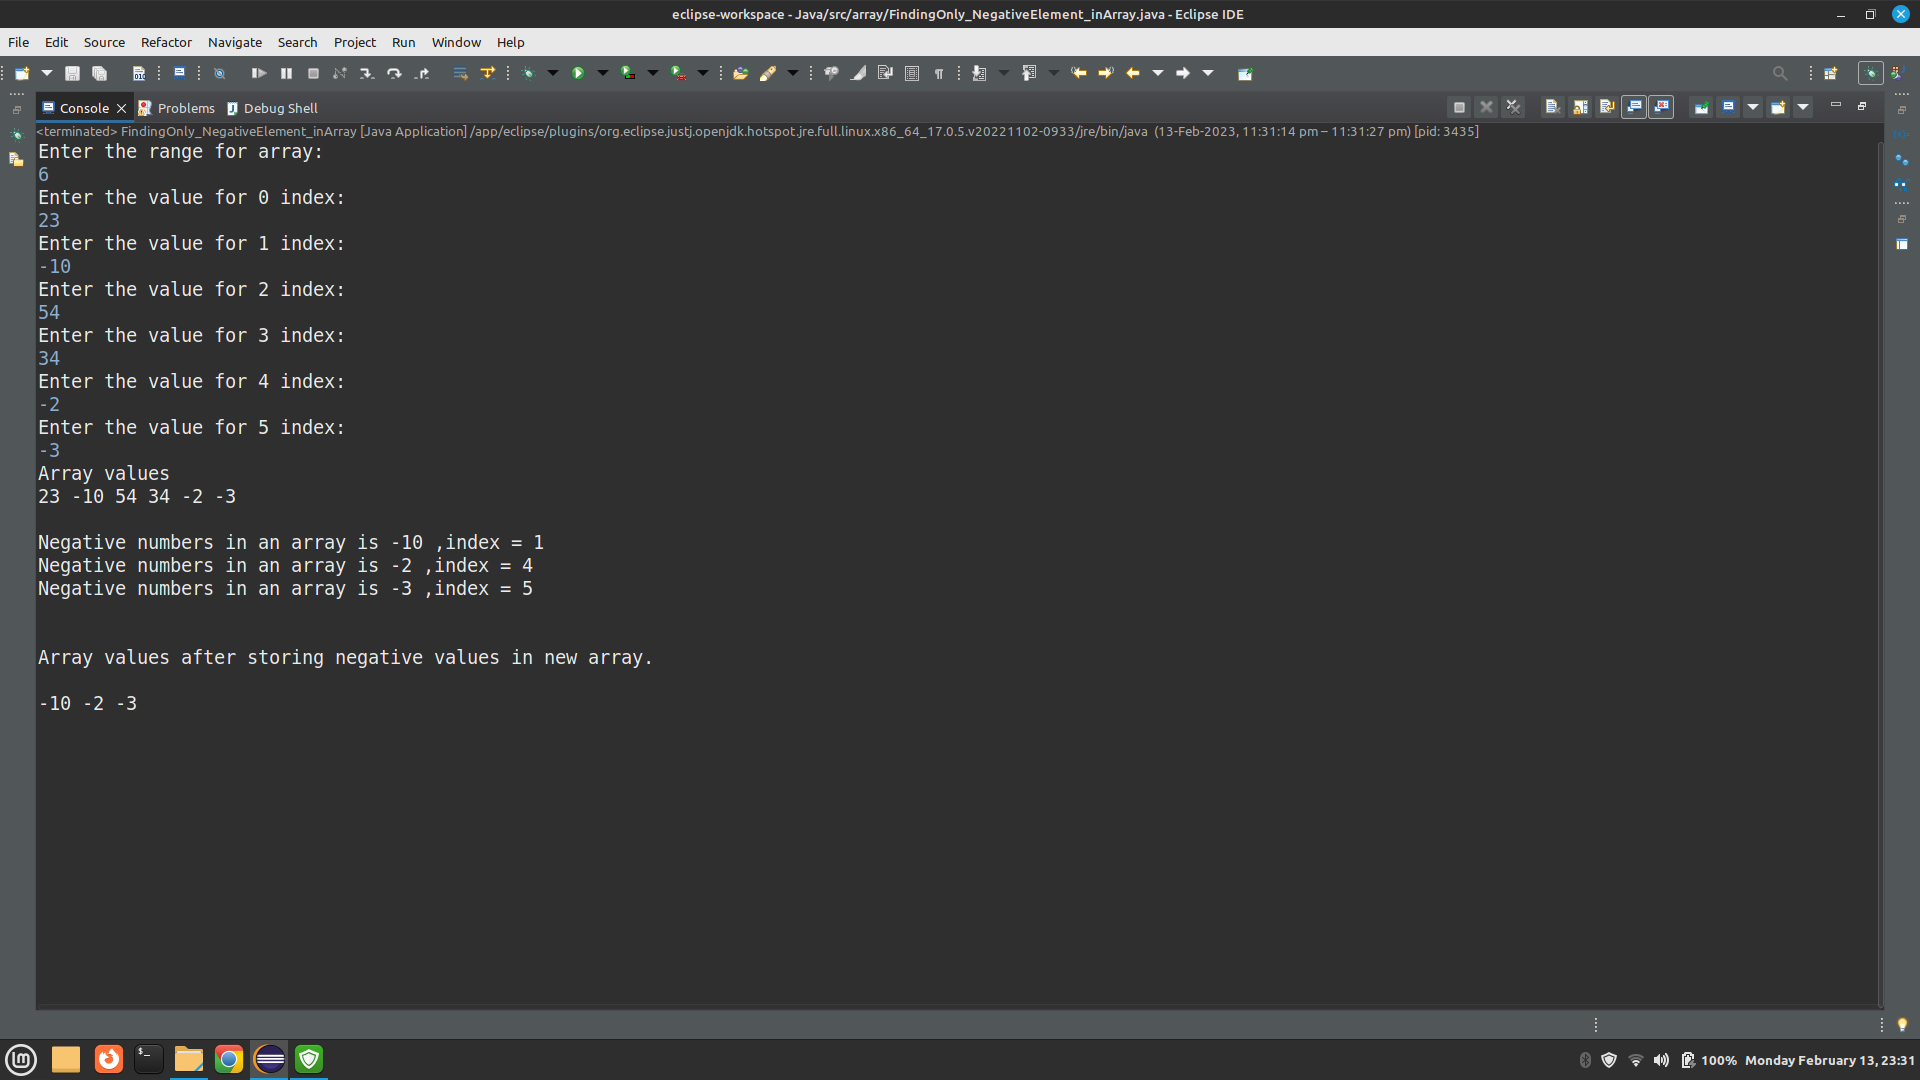 eclipse-workspace - Java/src/array/FindingOnly_NegativeElement_inArray.java - Eclipse IDE
File Edit Source Refactor Navigate Search Project Run Window Help
Console Problems Debug Shell
<terminated> FindingOnly_NegativeElement_inArray [Java Application] /app/eclipse/plugins/org.eclipse.justj.openjdk.hotspot.jre.full.linux.x86_64_17.0.5.v20221102-0933/jre/bin/java (13-Feb-2023, 11:31:14 pm – 11:31:27 pm) [pid: 3435]
Enter the range for array:
6
Enter the value for 0 index:
23
Enter the value for 1 index:
-10
Enter the value for 2 index:
54
Enter the value for 3 index:
34
Enter the value for 4 index:
-2
Enter the value for 5 index:
-3
Array values
23 -10 54 34 -2 -3
Negative numbers in an array is -10 ,index = 1
Negative numbers in an array is -2 ,index = 4
Negative numbers in an array is -3 ,index = 5
Array values after storing negative values in new array.
-10 -2 -3
100% Monday February 13, 23:31